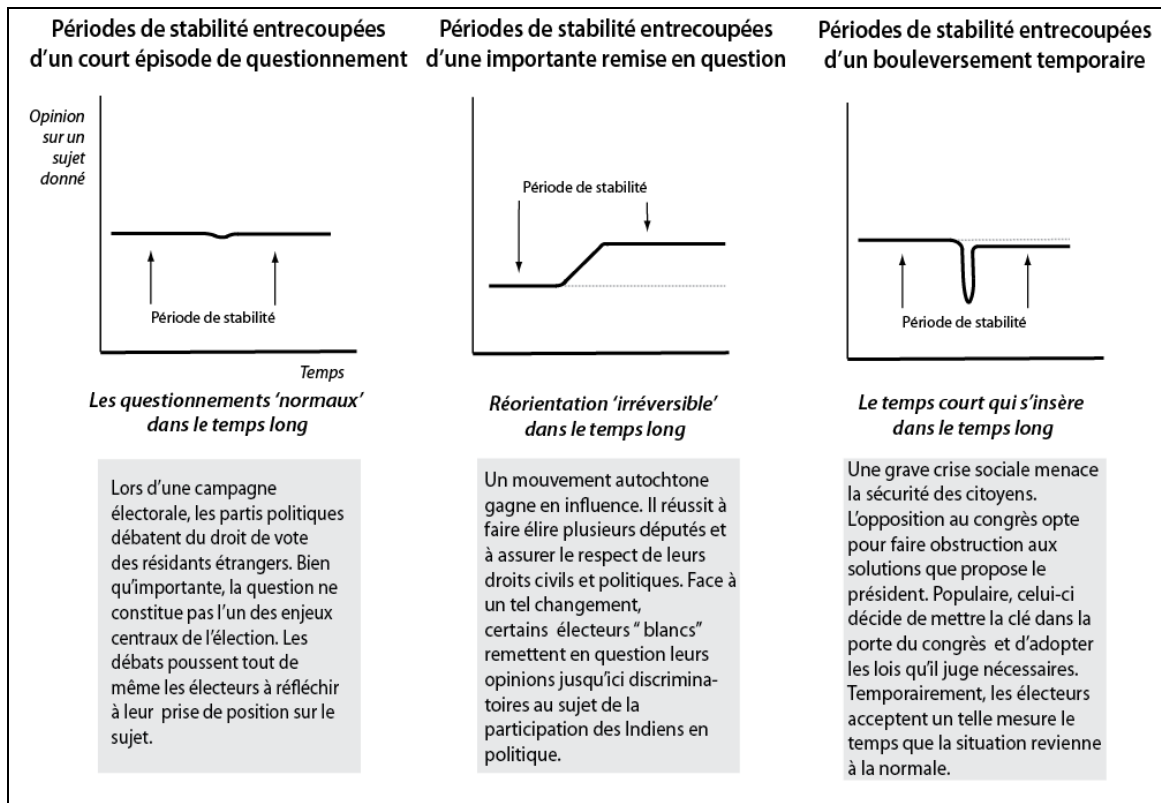 Périodes de stabilité entrecoupées
d'un court épisode de questionnement
Opinion
sur un
sujet
donné
Période de stabilité
Temps
Les questionnements ‘normaux’
dans le temps long
Lors d'une campagne
électorale, les partis politiques
débatent du droit de vote
des résidants étrangers. Bien
qu'importante, la question ne
constitue pas l'un des enjeux
centraux de l'élection. Les
débats poussent tout de
même les électeurs à réfléchir
à leur prise de position sur le
sujet.
Périodes de stabilité entrecoupées
d'une importante remise en question
Période de stabilité
Réorientation ‘irréversible’
dans le temps long
Un mouvement autochtone
gagne en influence. Il réussit à
faire élire plusieurs députés et
à assurer le respect de leurs
droits civils et politiques. Face à
un tel changement,
certains électeurs “ blancs”
remettent en question leurs
opinions jusqu'ici discrimina-
toires au sujet de la
participation des Indiens en
politique.
Périodes de stabilité entrecoupées
d'un bouleversement temporaire
Période de stabilité
Le temps court qui s'insère
dans le temps long
Une grave crise sociale menace
la sécurité des citoyens.
L'opposition au congrès opte
pour faire obstruction aux
solutions que propose le
président. Populaire, celui-ci
décide de mettre la clé dans la
porte du congrès et d'adopter
les lois qu'il juge nécessaires.
Temporairement, les électeurs
acceptent un telle mesure le
temps que la situation revienne
à la normale.